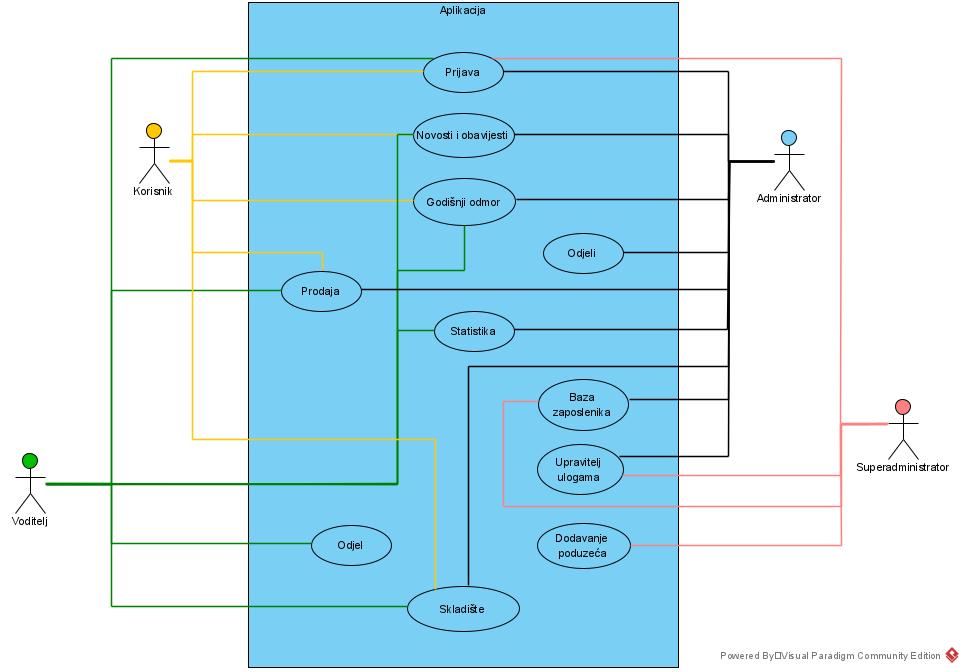 Aplikacija
Prijava
Novosti i obavijesti
Korisnik
Administrator
Godišnji odmor
Odjeli
Prodaja
Statistika
Baza
zaposlenika
Upravitelj
ulogama
Superadministrator
Voditelj
Odjel
Dodavanje
poduzeća
Skladište
Powered By Visual Paradigm Community Edition